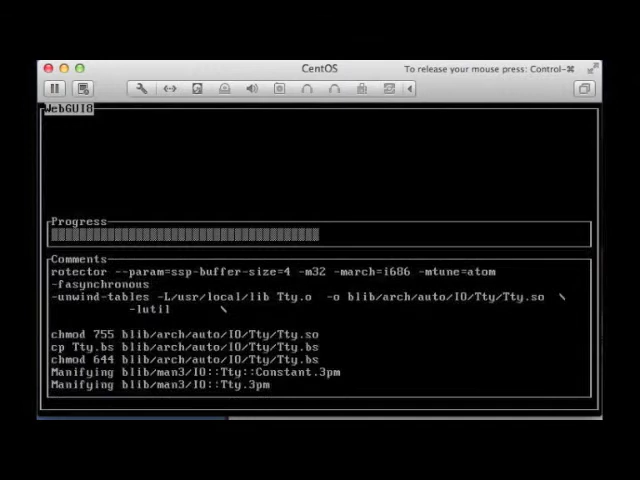 CentOS
To release your mouse press: Control-⌘
WebGUI8
Progress
Comments
rotector --param=ssp-buffer-size=4 -m32 -march=i686 -mtune=atom
-fasynchronous
-unwind-tables -L/usr/local/lib Tty.o -o blib/arch/auto/IO/Tty/Tty.so \
-lutil \
chmod 755 blib/arch/auto/IO/Tty/Tty.so
cp Tty.bs blib/arch/auto/IO/Tty/Tty.bs
chmod 644 blib/arch/auto/IO/Tty/Tty.bs
Manifying blib/man3/IO::Tty::Constant.3pm
Manifying blib/man3/IO::Tty.3pm